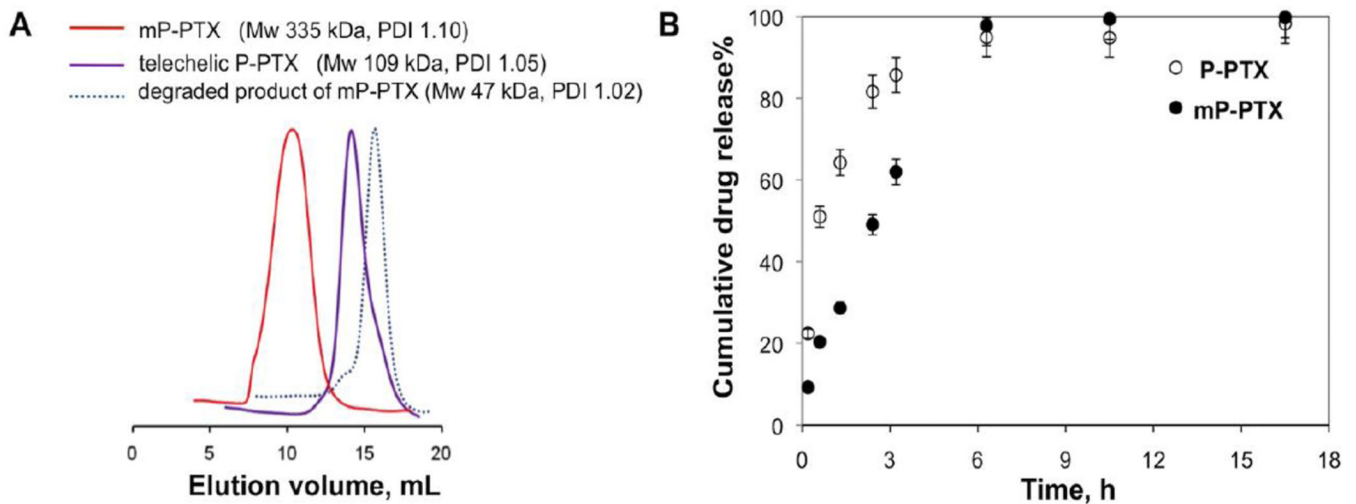 A
mP-PTX (Mw 335 kDa, PDI 1.10)
telechelic P-PTX (Mw 109 kDa, PDI 1.05)
degraded product of mP-PTX (Mw 47 kDa, PDI 1.02)
0 5 10 15 20
Elution volume, mL
B
Cumulative drug release%
100
80
60
40
20
0
P-PTX
mP-PTX
0 3 6 9 12 15 18
Time, h